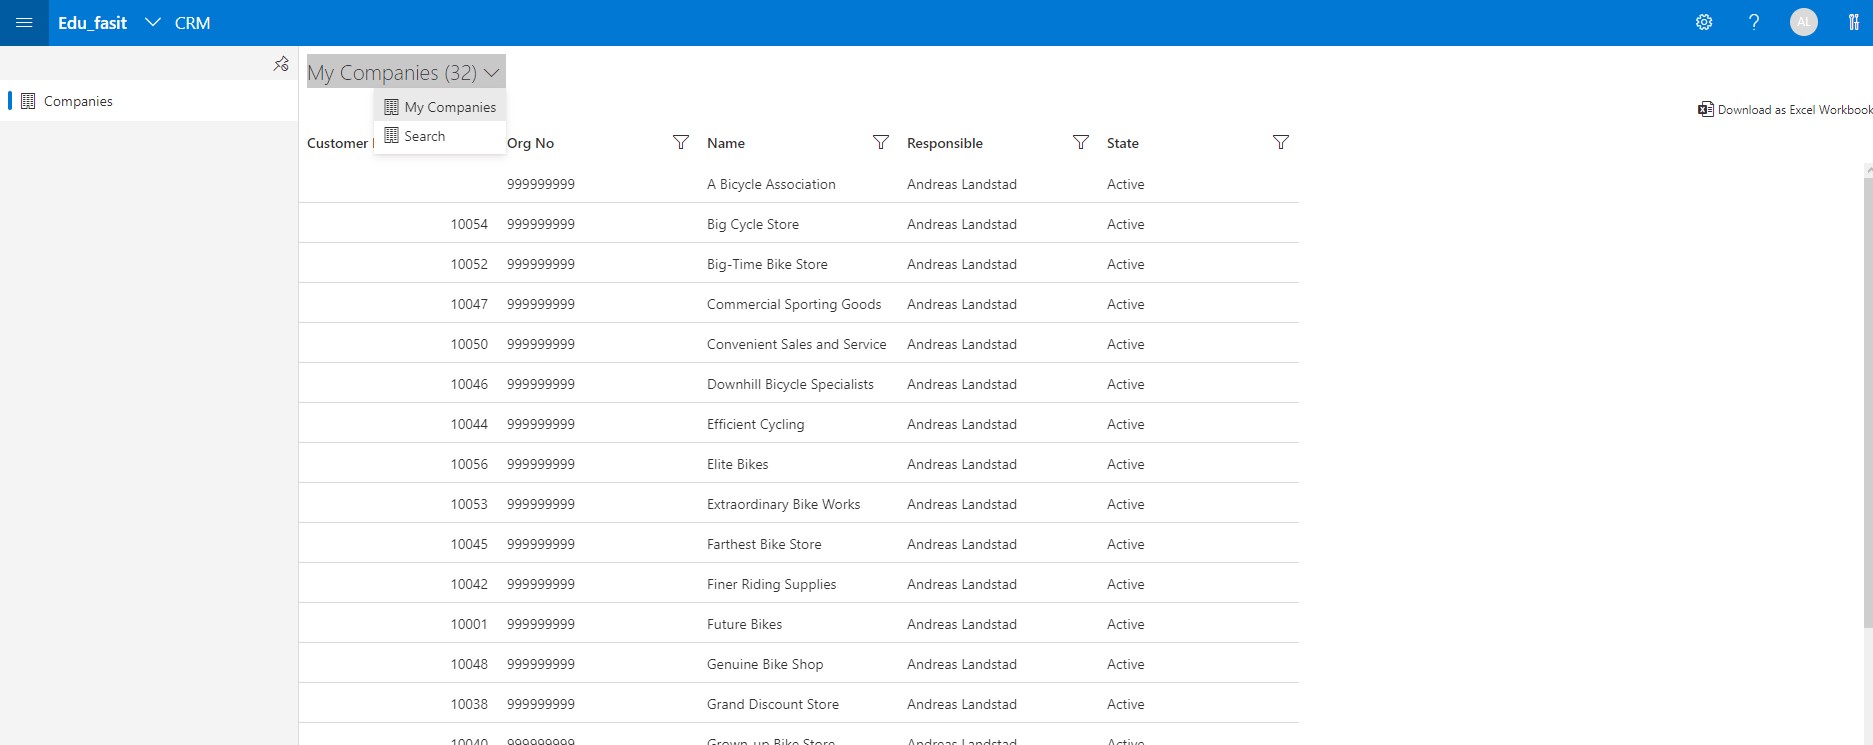 Edu_fasit CRM AL
My Companies (32)
Companies
My Companies
Search
Download as Excel Workbook
Customer Org No Name Responsible State
999999999 A Bicycle Association Andreas Landstad Active
10054 999999999 Big Cycle Store Andreas Landstad Active
10052 999999999 Big-Time Bike Store Andreas Landstad Active
10047 999999999 Commercial Sporting Goods Andreas Landstad Active
10050 999999999 Convenient Sales and Service Andreas Landstad Active
10046 999999999 Downhill Bicycle Specialists Andreas Landstad Active
10044 999999999 Efficient Cycling Andreas Landstad Active
10056 999999999 Elite Bikes Andreas Landstad Active
10053 999999999 Extraordinary Bike Works Andreas Landstad Active
10045 999999999 Farthest Bike Store Andreas Landstad Active
10042 999999999 Finer Riding Supplies Andreas Landstad Active
10001 999999999 Future Bikes Andreas Landstad Active
10048 999999999 Genuine Bike Shop Andreas Landstad Active
10038 999999999 Grand Discount Store Andreas Landstad Active
10040 999999999 Grown-up Bike Store Andreas Landstad Active